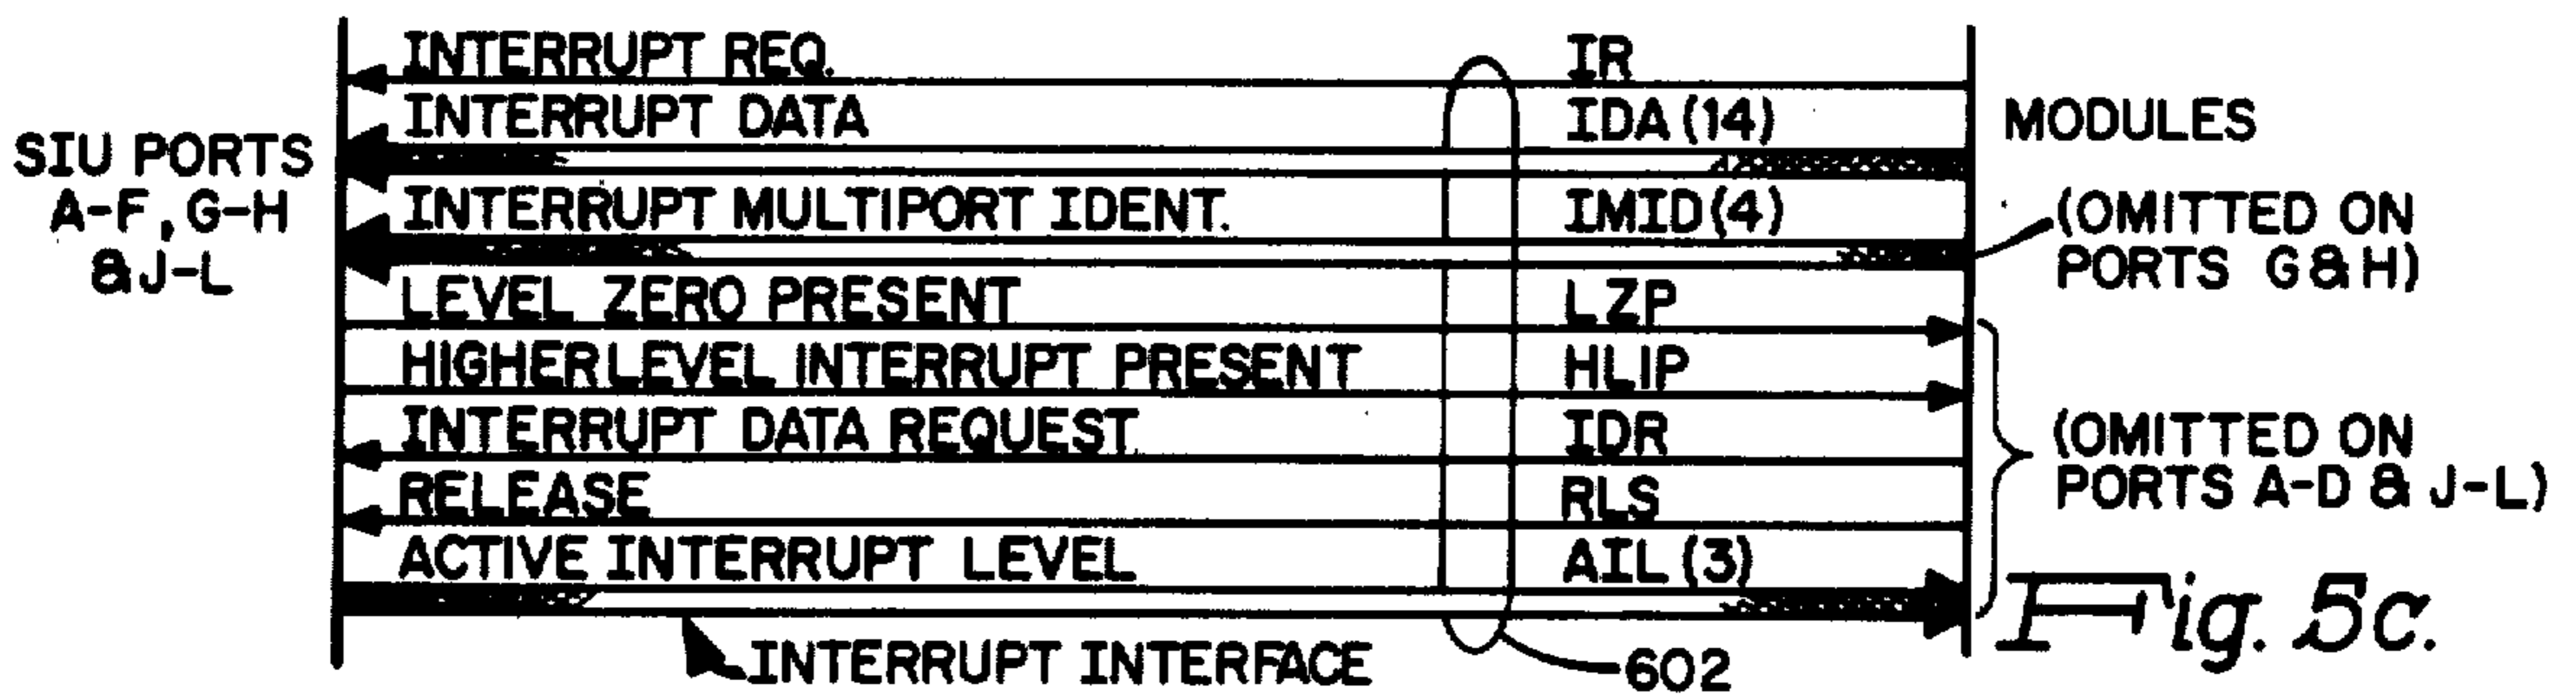 INTERRUPT REQ. IR
INTERRUPT DATA IDA (14)
MODULES
SIU PORTS
A-F, G-H
& J-L
INTERRUPT MULTIPORT IDENT. IMID (4)
(OMITTED ON
PORTS G & H)
LEVEL ZERO PRESENT LZP
HIGHER LEVEL INTERRUPT PRESENT HLIP
INTERRUPT DATA REQUEST IDR
(OMITTED ON
PORTS A-D & J-L)
RELEASE RLS
ACTIVE INTERRUPT LEVEL AIL (3)
INTERRUPT INTERFACE
602
Fig. 5c.